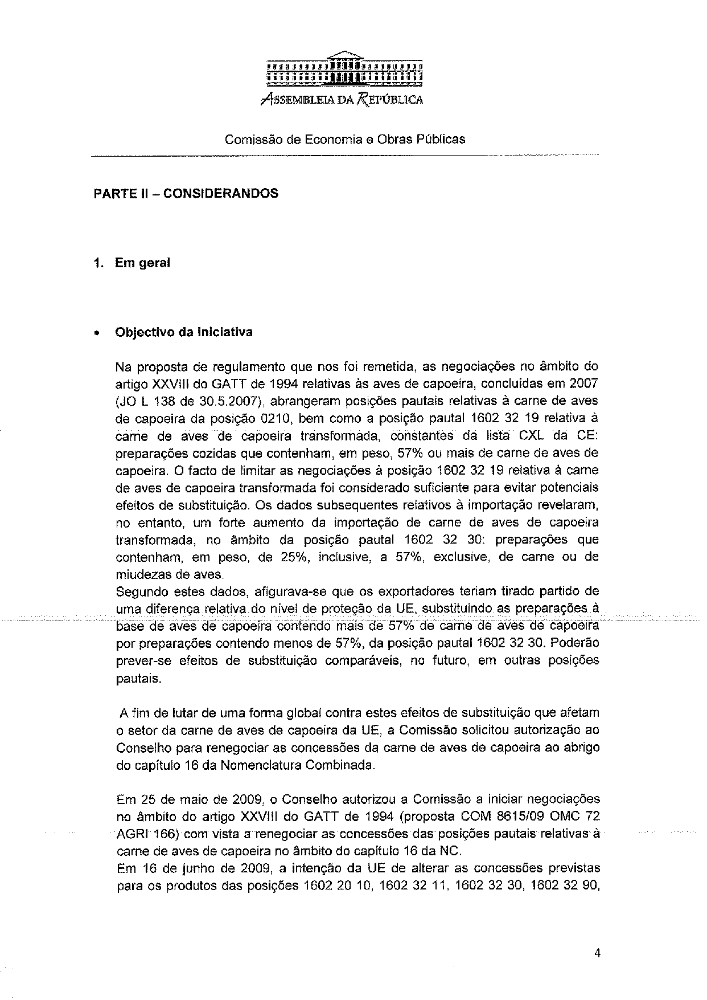 ASSEMBLEIA DA REPÚBLICA
Comissão de Economia e Obras Públicas
PARTE II – CONSIDERANDOS
1. Em geral
• Objectivo da iniciativa
Na proposta de regulamento que nos foi remetida, as negociações no âmbito do
artigo XXVIII do GATT de 1994 relativas às aves de capoeira, concluídas em 2007
(JO L 138 de 30.5.2007), abrangeram posições pautais relativas à carne de aves
de capoeira da posição 0210, bem como a posição pautal 1602 32 19 relativa à
carne de aves de capoeira transformada, constantes da lista CXL da CE:
preparações cozidas que contenham, em peso, 57% ou mais de carne de aves de
capoeira. O facto de limitar as negociações à posição 1602 32 19 relativa à carne
de aves de capoeira transformada foi considerado suficiente para evitar potenciais
efeitos de substituição. Os dados subsequentes relativos à importação revelaram,
no entanto, um forte aumento da importação de carne de aves de capoeira
transformada, no âmbito da posição pautal 1602 32 30: preparações que
contenham, em peso, de 25%, inclusive, a 57%, exclusive, de carne ou de
miudezas de aves.
Segundo estes dados, afigurava-se que os exportadores teriam tirado partido de
uma diferença relativa do nível de proteção da UE, substituindo as preparações à
base de aves de capoeira contendo mais de 57% de carne de aves de capoeira
por preparações contendo menos de 57%, da posição pautal 1602 32 30. Poderão
prever-se efeitos de substituição comparáveis, no futuro, em outras posições
pautais.
A fim de lutar de uma forma global contra estes efeitos de substituição que afetam
o setor da carne de aves de capoeira da UE, a Comissão solicitou autorização ao
Conselho para renegociar as concessões da carne de aves de capoeira ao abrigo
do capítulo 16 da Nomenclatura Combinada.
Em 25 de maio de 2009, o Conselho autorizou a Comissão a iniciar negociações
no âmbito do artigo XXVIII do GATT de 1994 (proposta COM 8615/09 OMC 72
AGRI 166) com vista a renegociar as concessões das posições pautais relativas à
carne de aves de capoeira no âmbito do capítulo 16 da NC.
Em 16 de junho de 2009, a intenção da UE de alterar as concessões previstas
para os produtos das posições 1602 20 10, 1602 32 11, 1602 32 30, 1602 32 90,
4